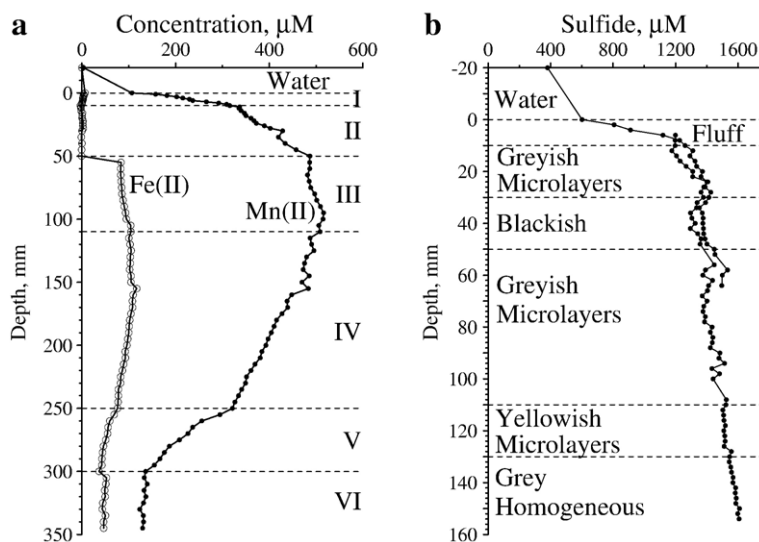 a
Concentration, μM
0 200 400 600
Water
0
50
100
150
200
250
300
350
Depth, mm
I
II
III
IV
V
VI
Fe(II)
Mn(II)
b
Sulfide, μM
0 400 800 1200 1600
-20
0
20
40
60
80
100
120
140
160
Depth, mm
Water
Fluff
Greyish
Microlayers
Blackish
Greyish
Microlayers
Yellowish
Microlayers
Grey
Homogeneous